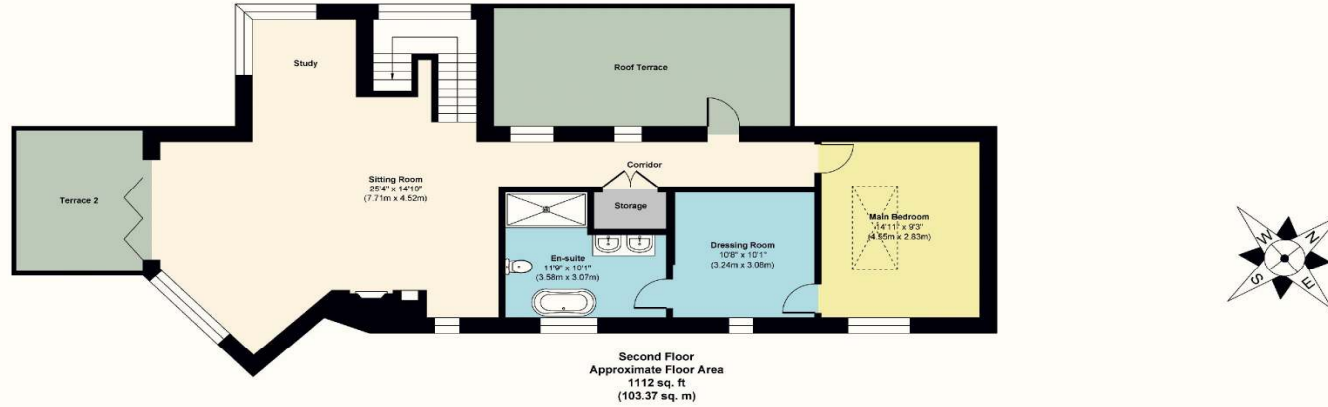 Study
Roof Terrace
Corridor
Sitting Room
25'4" x 14'10"
(7.71m x 4.52m)
Terrace 2
Storage
Main Bedroom
14'11" x 9'3"
(4.55m x 2.83m)
Dressing Room
10'8" x 10'1"
(3.24m x 3.08m)
En-suite
11'9" x 10'1"
(3.58m x 3.07m)
W
N
S
E
Second Floor
Approximate Floor Area
1112 sq. ft
(103.37 sq. m)